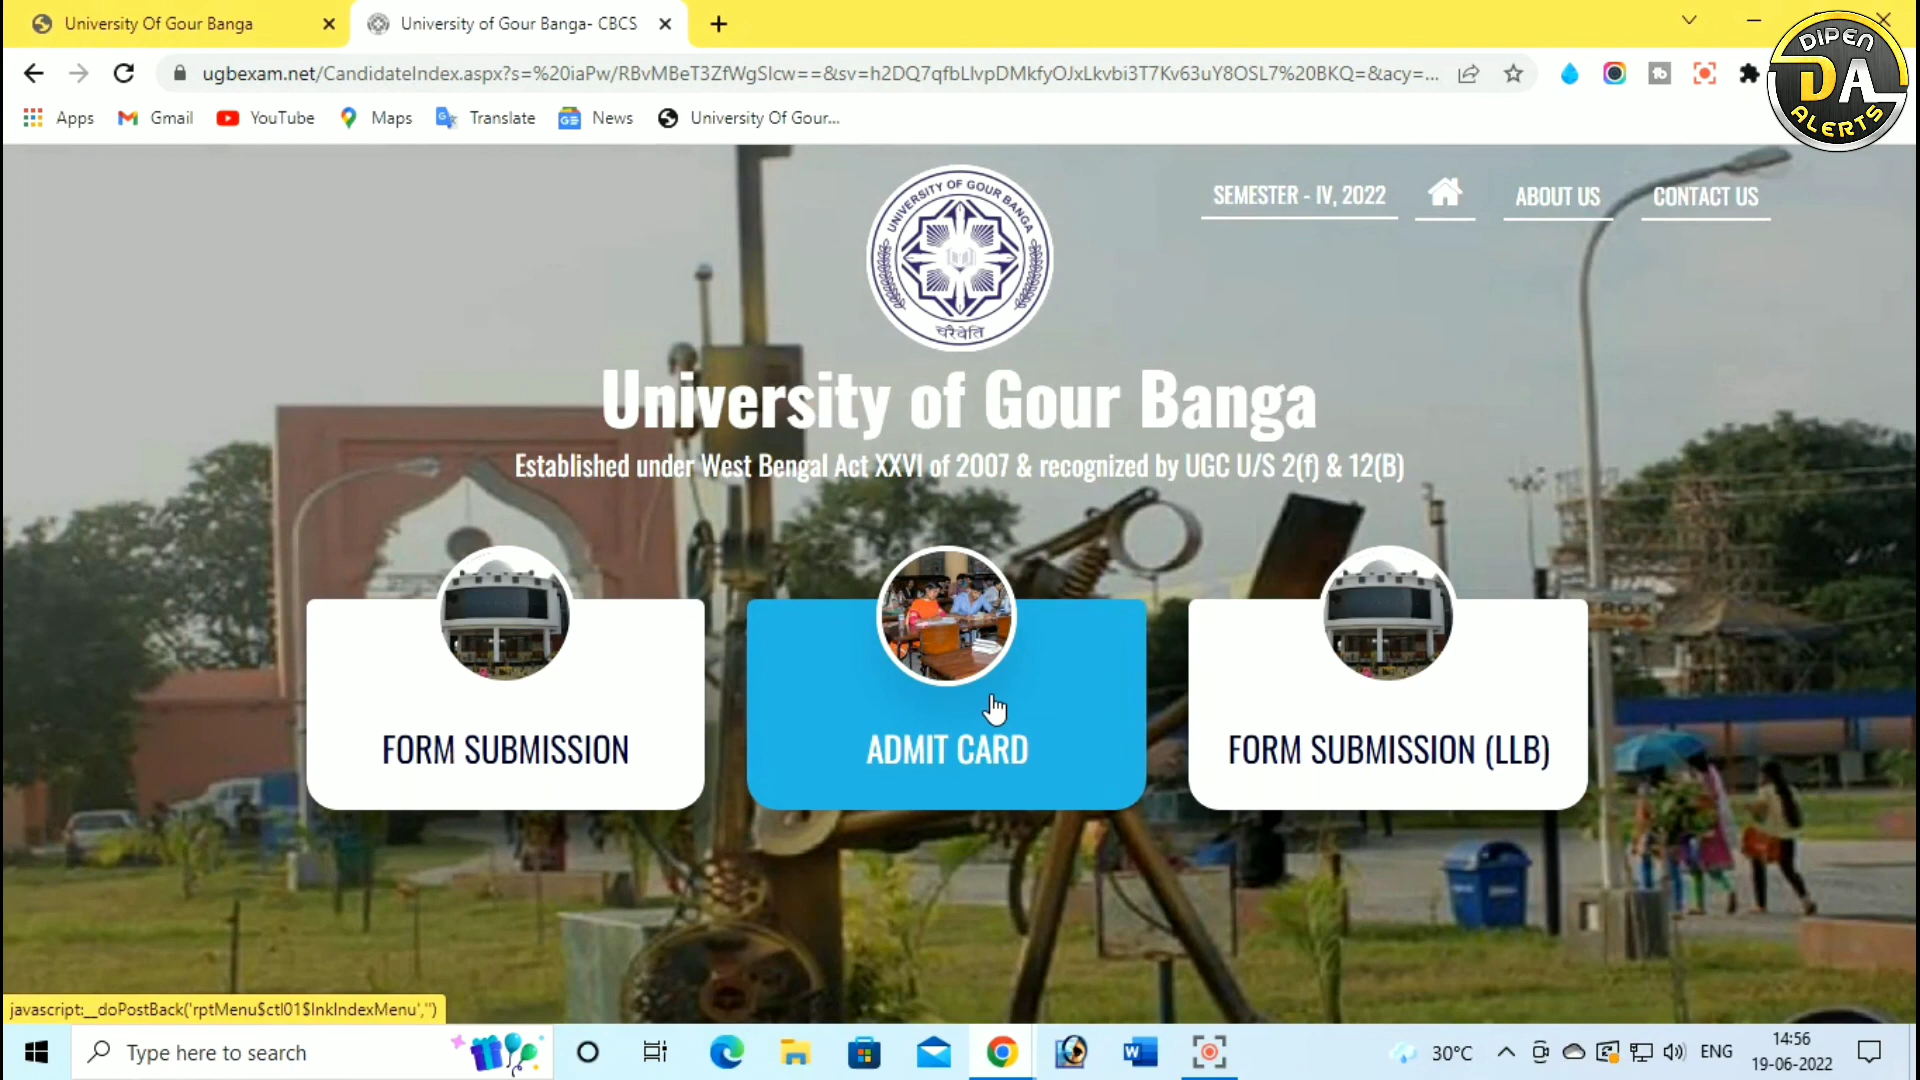 University Of Gour Banga
University of Gour Banga- CBCS
DIPEN
DA
ALERTS
ugbexam.net/CandidateIndex.aspx?s=%20iaPw/RBvMBeT3ZfWgSIcw==&sv=h2DQ7qfbLlvpDMkfyOJxLkvbi3T7Kv63uY8OSL7%20BKQ=&acy=...
Apps
Gmail
YouTube
Maps
Translate
News
University Of Gour...
UNIVERSITY OF GOUR BANGA
चरैवेति
SEMESTER - IV, 2022
ABOUT US
CONTACT US
University of Gour Banga
Established under West Bengal Act XXVI of 2007 & recognized by UGC U/S 2(f) & 12(B)
FORM SUBMISSION
ADMIT CARD
FORM SUBMISSION (LLB)
javascript:__doPostBack('rptMenu$ctl01$lnkIndexMenu','')
Type here to search
30°C
ENG
14:56
19-06-2022